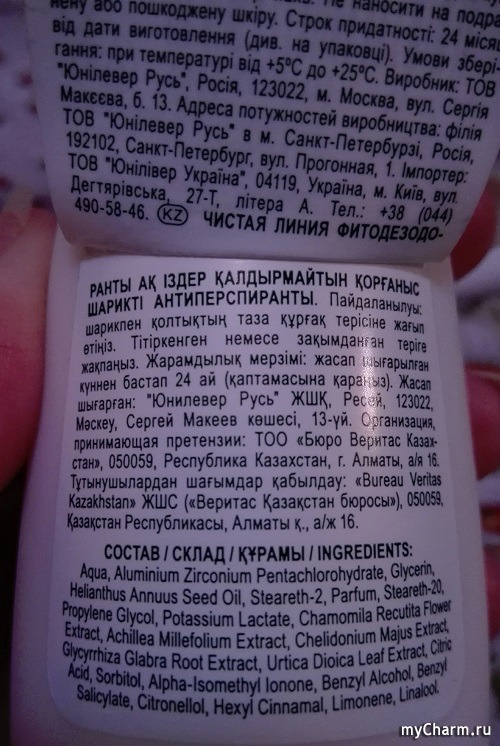 наносити на подра-
нену або пошкоджену шкіру. Строк придатності: 24 місяці
від дати виготовлення (див. на упаковці). Умови збері-
гання: при температурі від +5°С до +25°С. Виробник: ТОВ
"Юнілевер Русь", Росія, 123022, м. Москва, вул. Сергія
Макєєва, б. 13. Адреса потужностей виробництва: філія
ТОВ "Юнілевер Русь" в м. Санкт-Петербурзі, Росія,
192102, Санкт-Петербург, вул. Прогонная, 1. Імпортер:
ТОВ "Юнілівер Україна", 04119, Україна, м. Київ, вул.
Дегтярівська, 27-Т, літера А. Тел.: +38 (044)
490-58-46. KZ ЧИСТАЯ ЛИНИЯ ФИТОДЕЗОДО-
РАНТЫ АҚ ІЗДЕР ҚАЛДЫРМАЙТЫН ҚОРҒАНЫС
ШАРИКТІ АНТИПЕРСПИРАНТЫ. Пайдаланылуы:
шарикпен қолтықтың таза құрғақ терісіне жағып
өтіңіз. Тітіркенген немесе зақымданған теріге
жақпаңыз. Жарамдылық мерзімі: жасап шығарылған
күннен бастап 24 ай (қаптамасына қараңыз). Жасап
шығарған: "Юнилевер Русь" ЖШҚ, Ресей, 123022,
Мәскеу, Сергей Макеев көшесі, 13-үй. Организация,
принимающая претензии: ТОО «Бюро Веритас Казах-
стан», 050059, Республика Казахстан, г. Алматы, а/я 16.
Тұтынушылардан шағымдар қабылдау: «Bureau Veritas
Kazakhstan» ЖШС («Веритас Қазақстан бюросы»), 050059,
Қазақстан Республикасы, Алматы қ., а/ж 16.
СОСТАВ / СКЛАД / ҚҰРАМЫ / INGREDIENTS:
Aqua, Aluminium Zirconium Pentachlorohydrate, Glycerin,
Helianthus Annuus Seed Oil, Steareth-2, Parfum, Steareth-20,
Propylene Glycol, Potassium Lactate, Chamomila Recutita Flower
Extract, Achillea Millefolium Extract, Chelidonium Majus Extract,
Glycyrrhiza Glabra Root Extract, Urtica Dioica Leaf Extract, Citric
Acid, Sorbitol, Alpha-Isomethyl Ionone, Benzyl Alcohol, Benzyl
Salicylate, Citronellol, Hexyl Cinnamal, Limonene, Linalool.
myCharm.ru